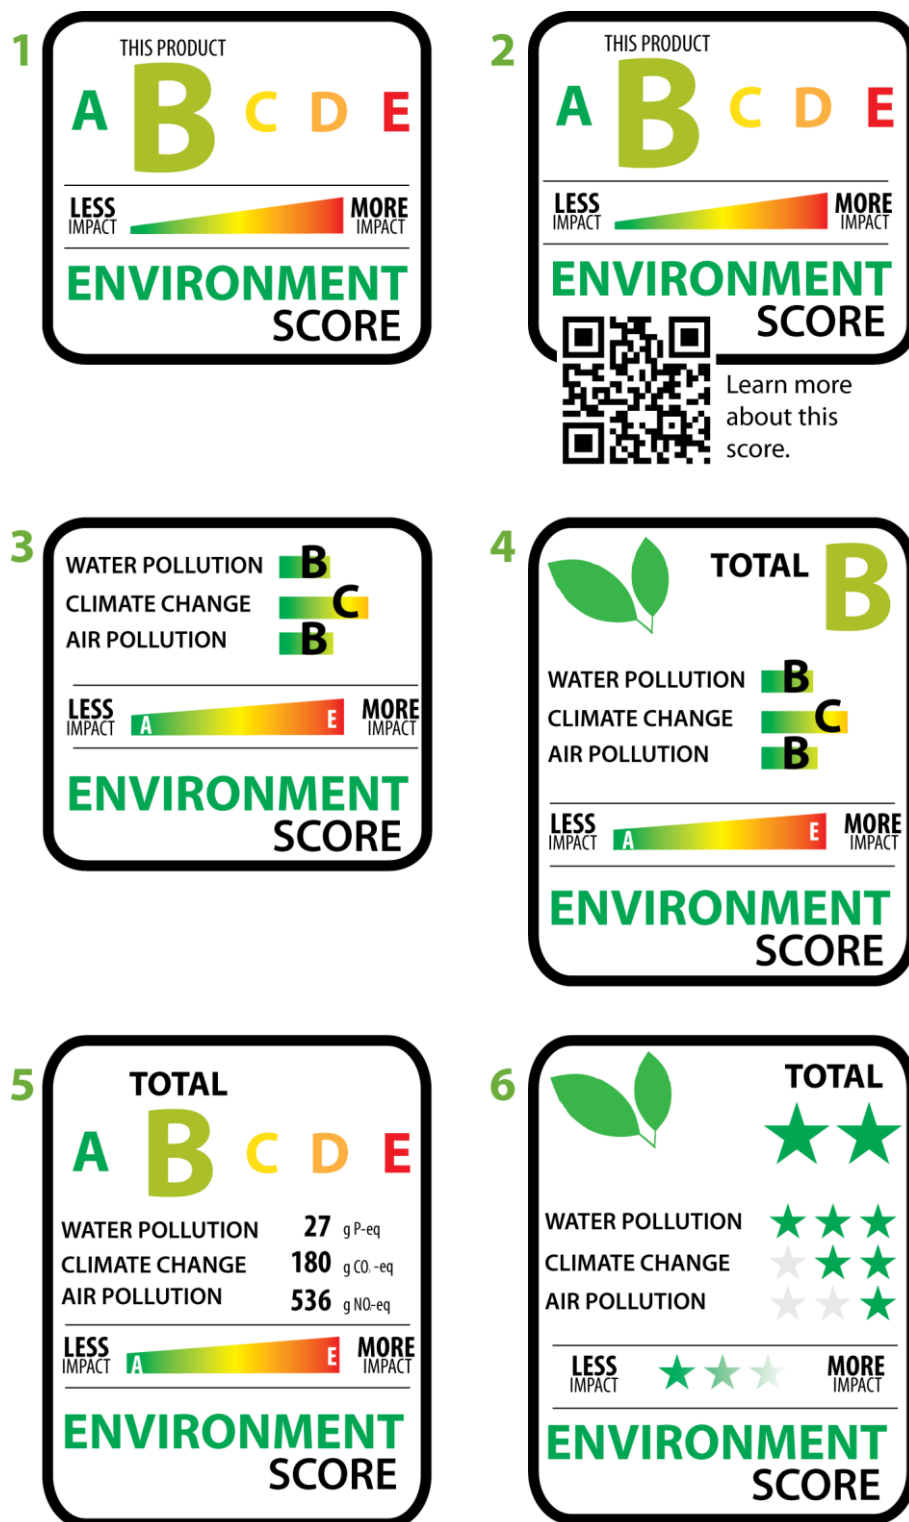 1
THIS PRODUCT
A B C D E
LESS IMPACT
MORE IMPACT
ENVIRONMENT
SCORE
2
THIS PRODUCT
A B C D E
LESS IMPACT
MORE IMPACT
ENVIRONMENT
SCORE
Learn more
about this
score.
3
WATER POLLUTION B
CLIMATE CHANGE C
AIR POLLUTION B
LESS IMPACT
A E
MORE IMPACT
ENVIRONMENT
SCORE
4
TOTAL B
WATER POLLUTION B
CLIMATE CHANGE C
AIR POLLUTION B
LESS IMPACT
A E
MORE IMPACT
ENVIRONMENT
SCORE
5
TOTAL
A B C D E
WATER POLLUTION 27 g P-eq
CLIMATE CHANGE 180 g CO₂-eq
AIR POLLUTION 536 g NO-eq
LESS IMPACT
A E
MORE IMPACT
ENVIRONMENT
SCORE
6
TOTAL
WATER POLLUTION
CLIMATE CHANGE
AIR POLLUTION
LESS IMPACT
MORE IMPACT
ENVIRONMENT
SCORE